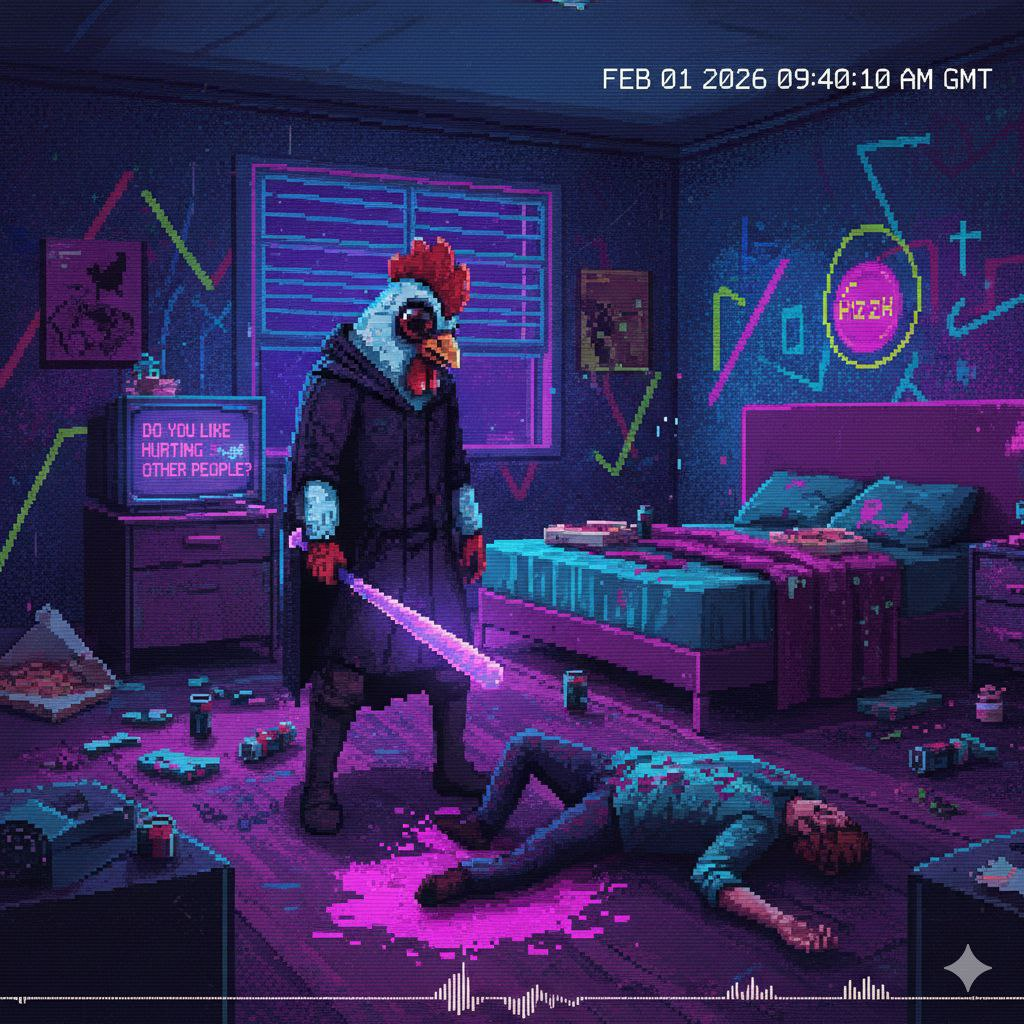 FEB 01 2026 09:40:10 AM GMT
DO YOU LIKE
HURTING
OTHER PEOPLE?